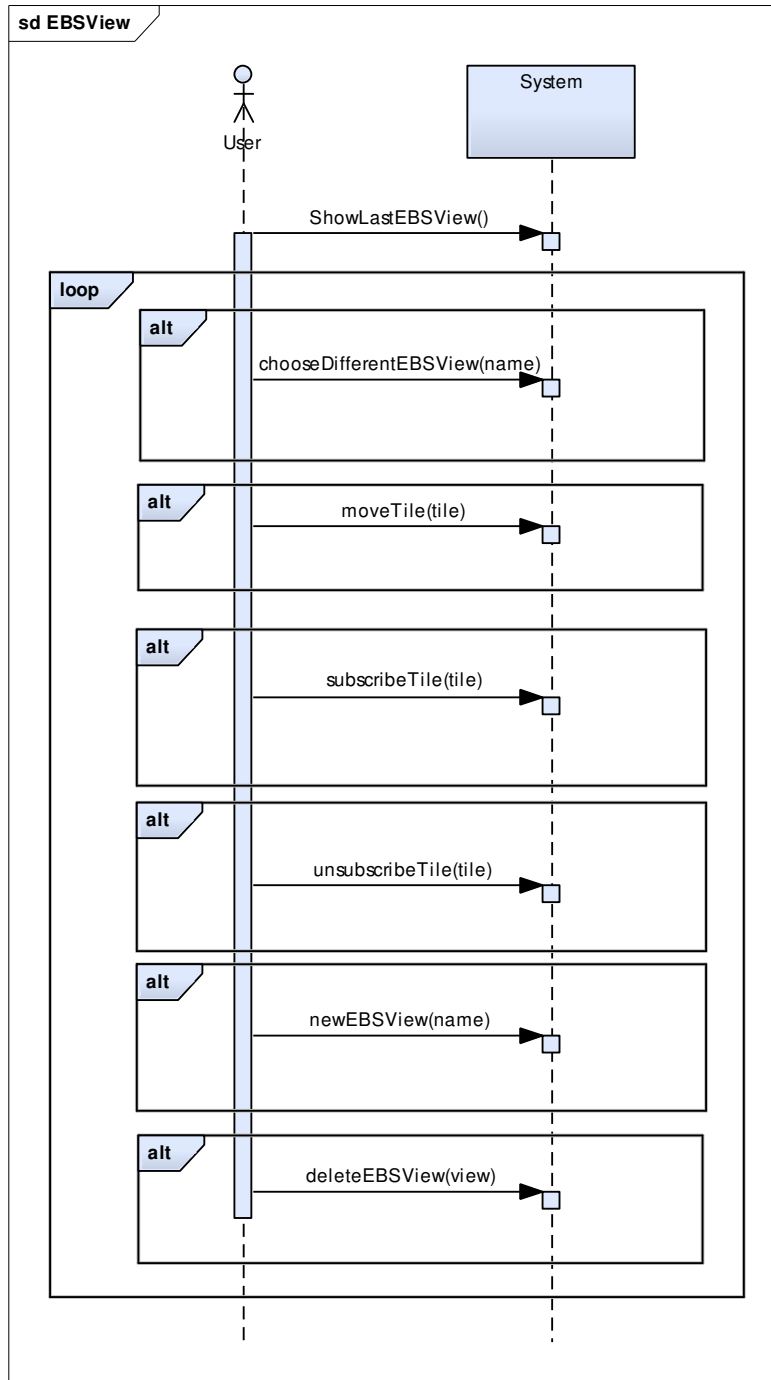 sd EBSView
User
System
ShowLastEBSView()
loop
alt
chooseDifferentEBSView(name)
alt
moveTile(tile)
alt
subscribeTile(tile)
alt
unsubscribeTile(tile)
alt
newEBSView(name)
alt
deleteEBSView(view)